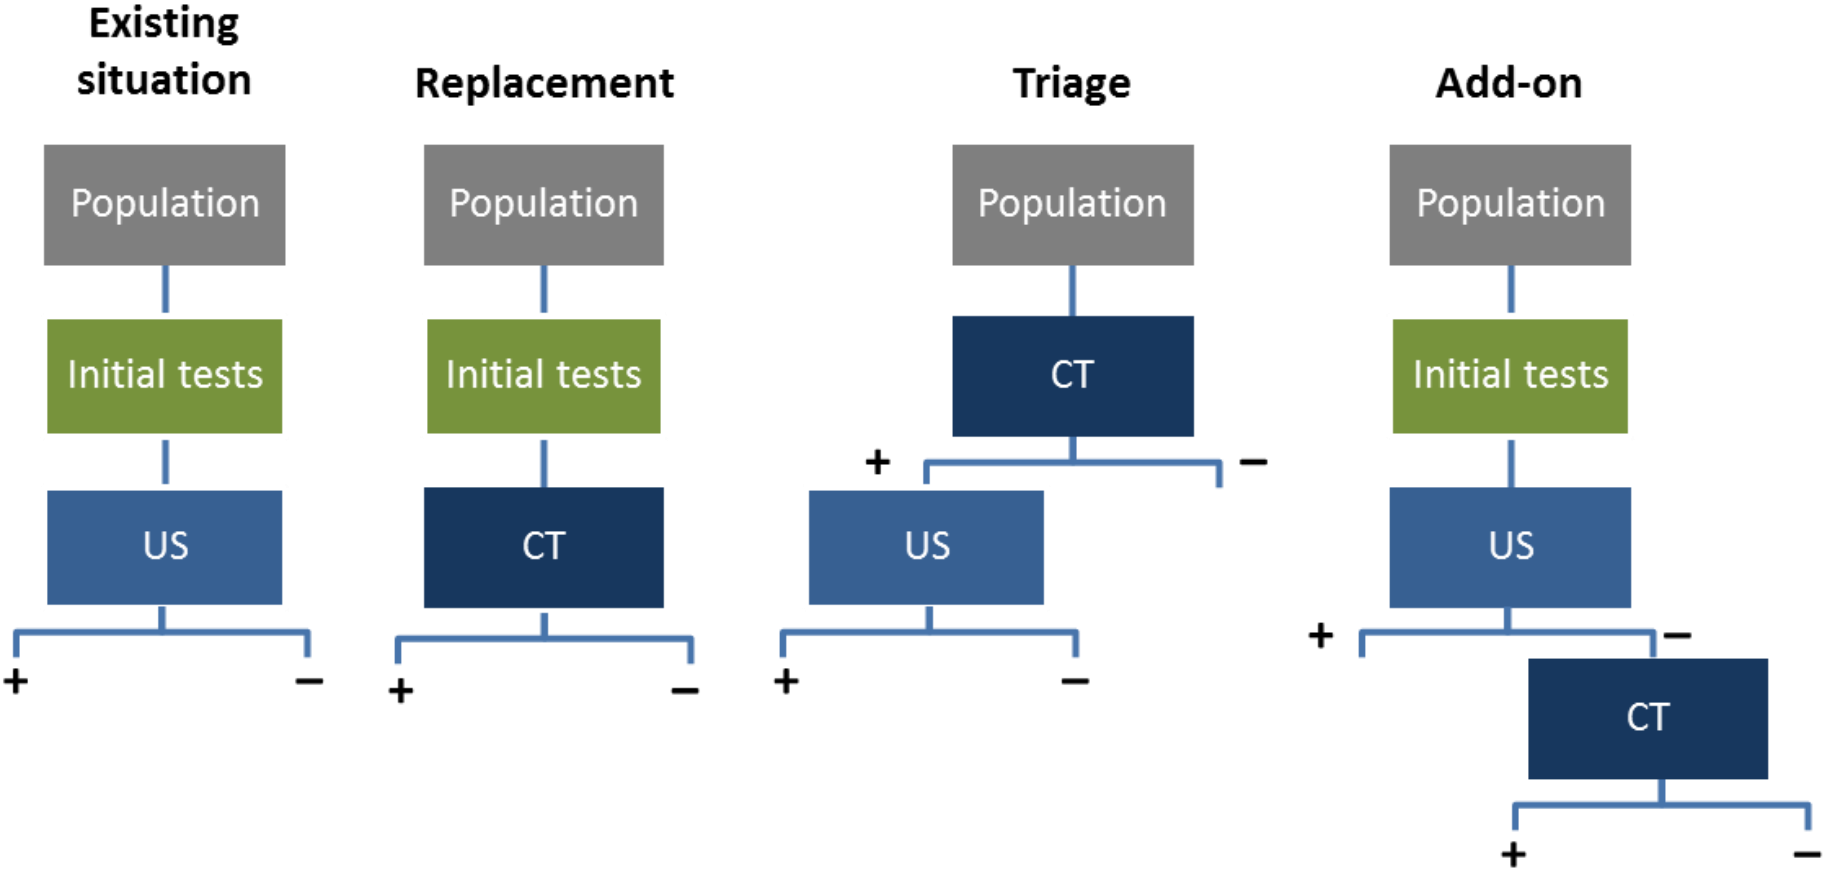 Existing
situation
Population
Initial tests
US
+
–
Replacement
Population
Initial tests
CT
+
–
Triage
Population
CT
+
–
US
+
–
Add-on
Population
Initial tests
US
+
–
CT
+
–